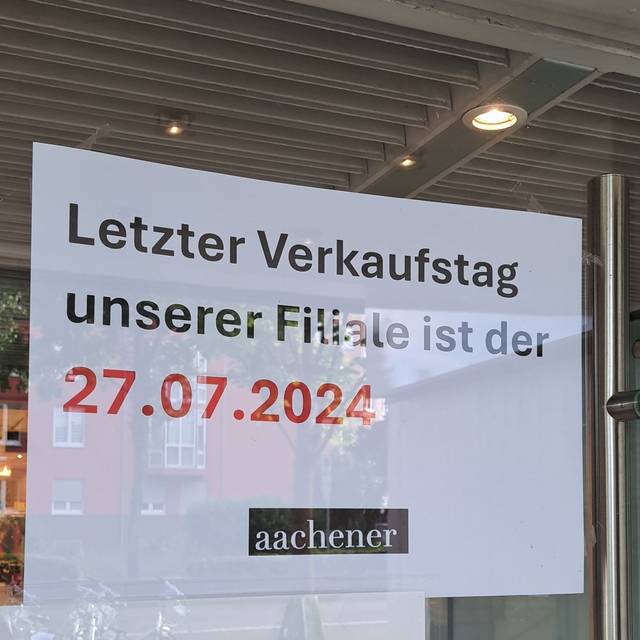 Letzter Verkaufstag
unserer Filiale ist der
27.07.2024
aachener